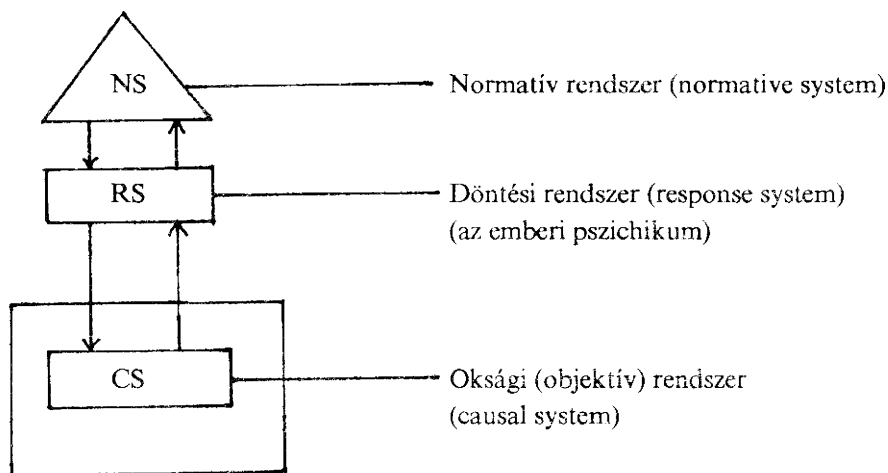 NS
Normatív rendszer (normative system)
RS
Döntési rendszer (response system)
(az emberi pszichikum)
CS
Oksági (objektív) rendszer
(causal system)